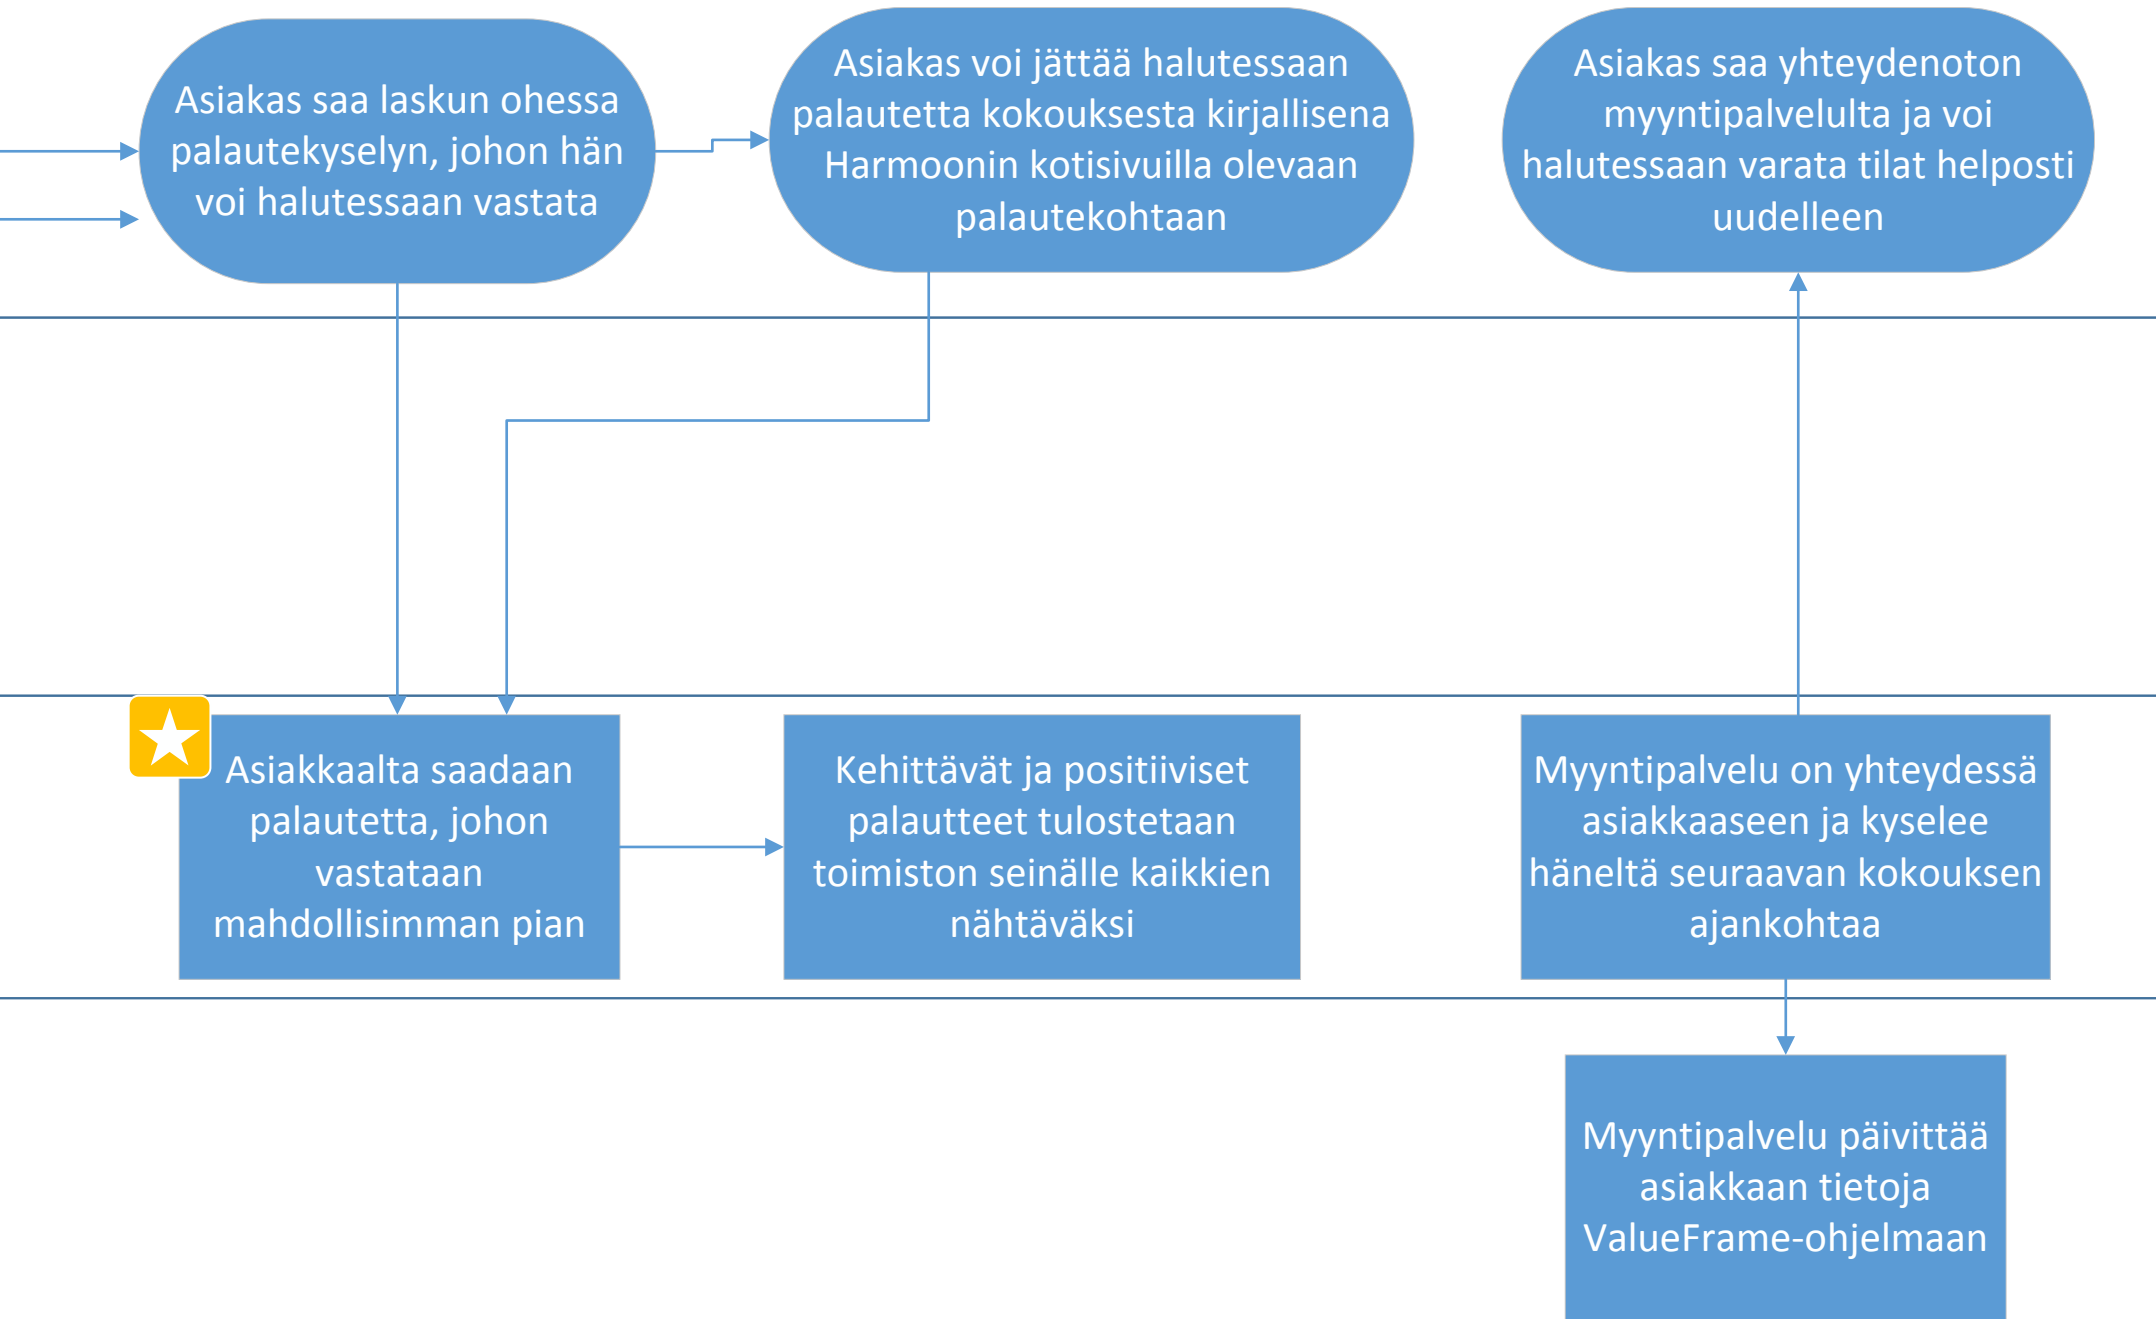 Asiakas saa laskun ohessa
palautekyselyn, johon hän
voi halutessaan vastata
Asiakas voi jättää halutessaan
palautetta kokouksesta kirjallisena
Harmoonin kotisivuilla olevaan
palautekohtaan
Asiakas saa yhteydenoton
myyntipalvelulta ja voi
halutessaan varata tilat helposti
uudelleen
Asiakkaalta saadaan
palautetta, johon
vastataan
mahdollisimman pian
Kehittävät ja positiiviset
palautteet tulostetaan
toimiston seinälle kaikkien
nähtäväksi
Myyntipalvelu on yhteydessä
asiakkaaseen ja kyselee
häneltä seuraavan kokouksen
ajankohtaa
Myyntipalvelu päivittää
asiakkaan tietoja
ValueFrame-ohjelmaan